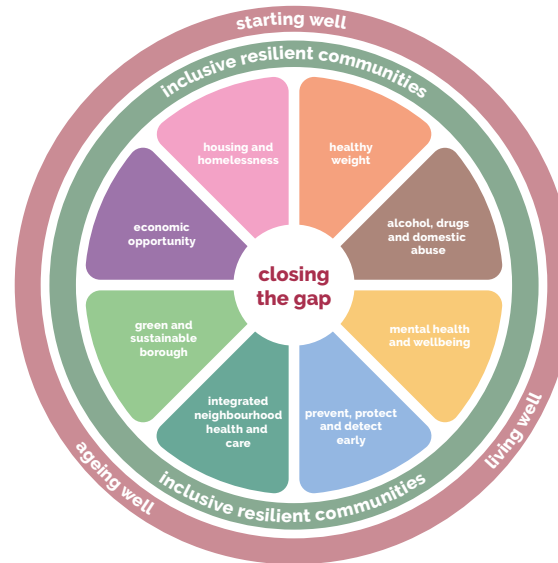 starting well
inclusive resilient communities
housing and
homelessness
healthy
weight
economic
opportunity
alcohol, drugs
and domestic
abuse
closing
the gap
green and
sustainable
borough
mental health
and wellbeing
integrated
neighbourhood
health and
care
prevent, protect
and detect
early
ageing well
living well
inclusive resilient communities